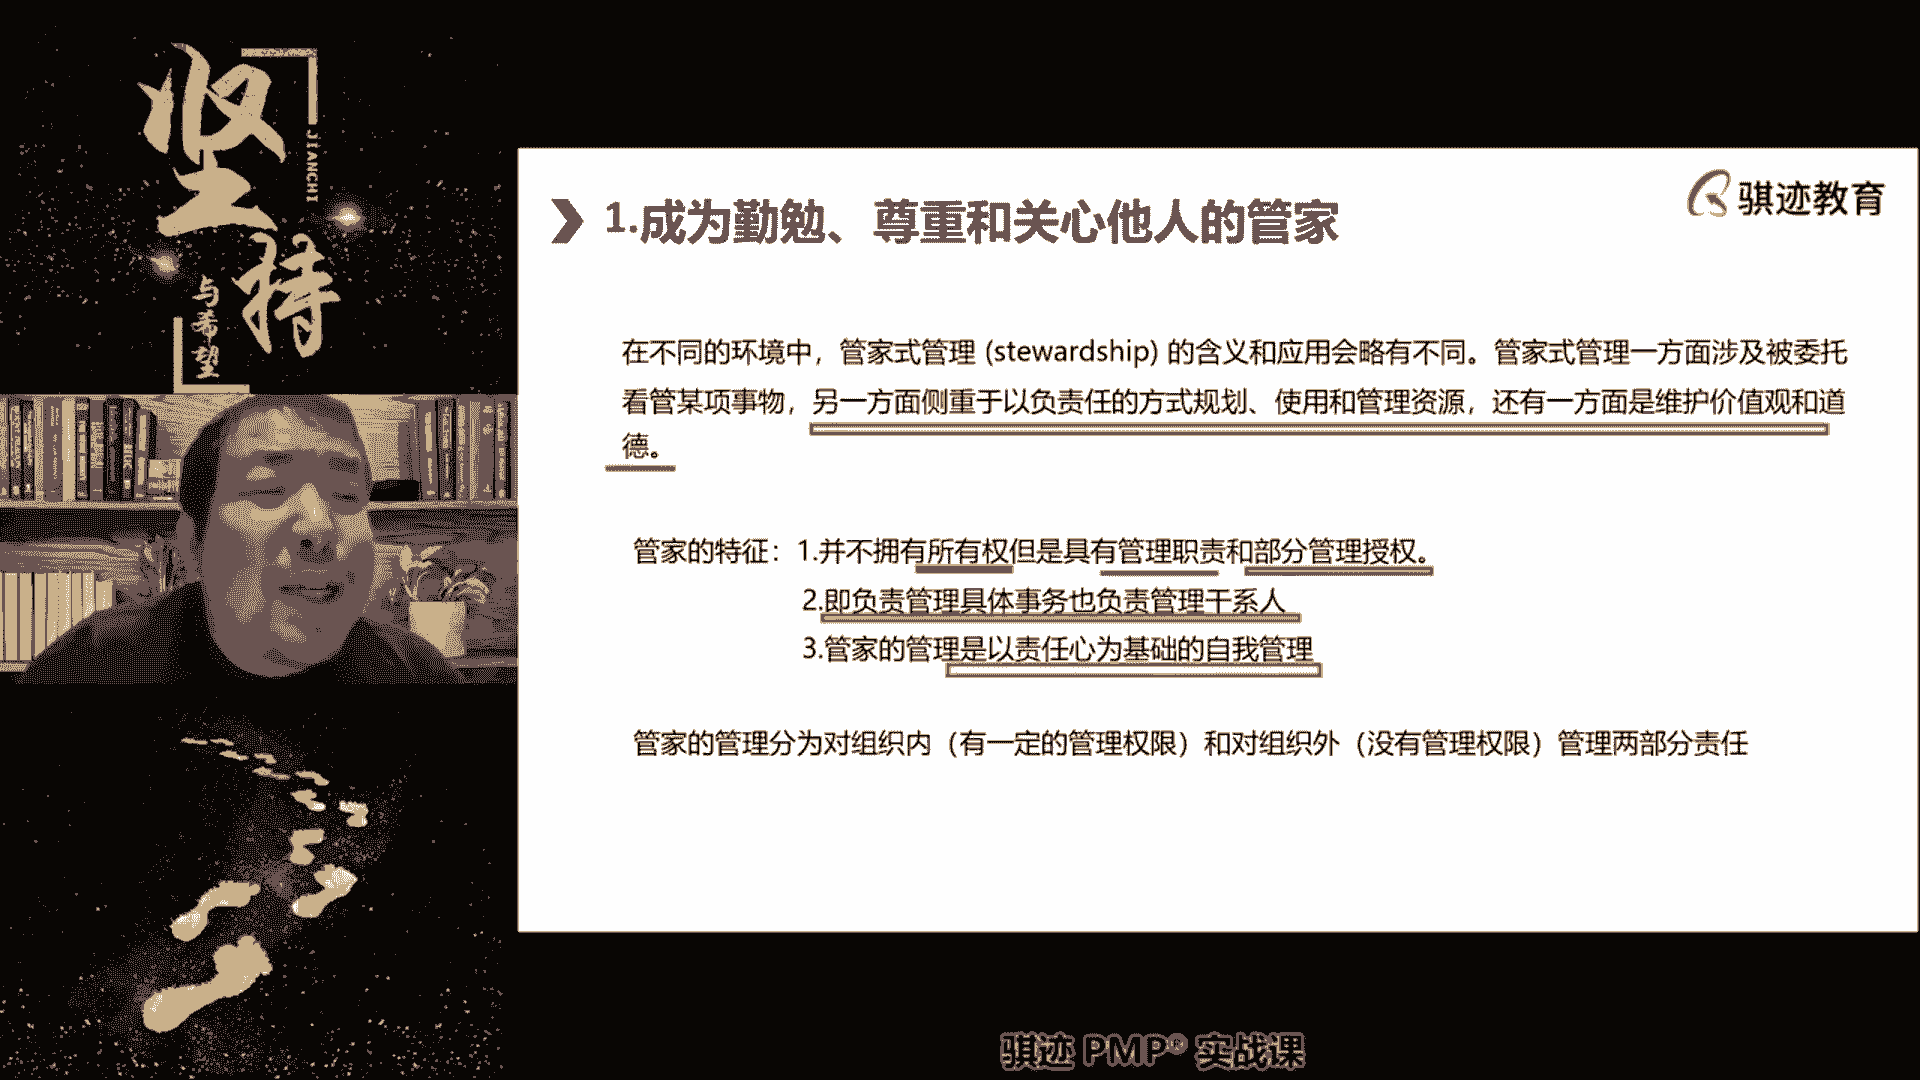 坚持
JIANCHI
与希望
骐迹教育
1.成为勤勉、尊重和关心他人的管家
在不同的环境中，管家式管理 (stewardship) 的含义和应用会略有不同。管家式管理一方面涉及被委托
看管某项事物，另一方面侧重于以负责任的方式规划、使用和管理资源，还有一方面是维护价值观和道
德。
管家的特征：1.并不拥有所有权但是具有管理职责和部分管理授权。
2.即负责管理具体事务也负责管理干系人
3.管家的管理是以责任心为基础的自我管理
管家的管理分为对组织内（有一定的管理权限）和对组织外（没有管理权限）管理两部分责任
骐迹 PMP® 实战课